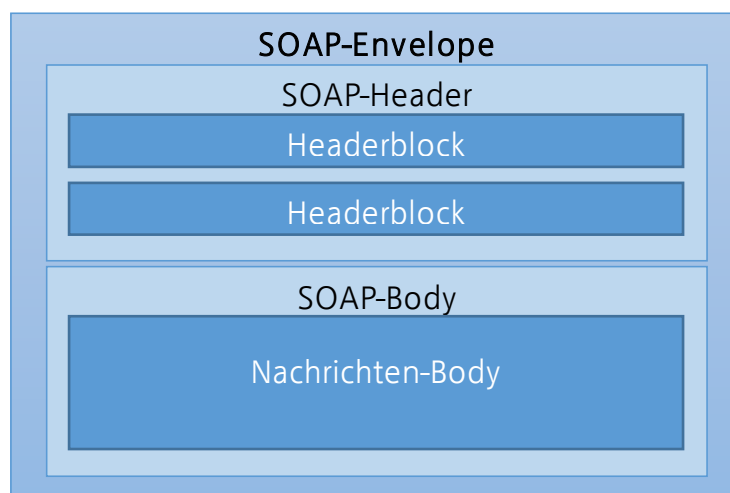 SOAP-Envelope
SOAP-Header
Headerblock
Headerblock
SOAP-Body
Nachrichten-Body